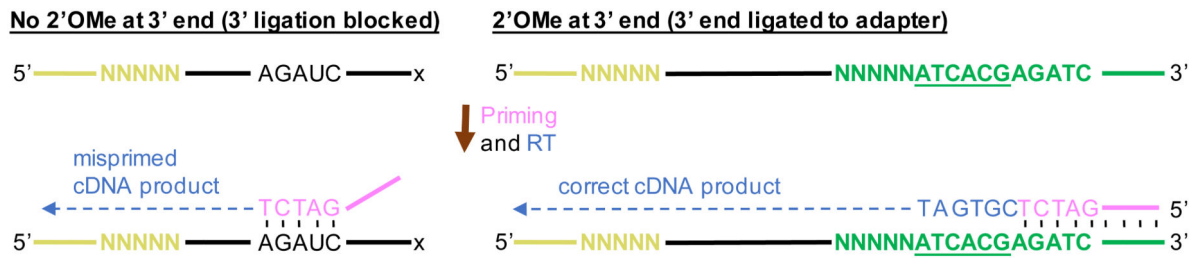 No 2'OMe at 3' end (3' ligation blocked)
2'OMe at 3' end (3' end ligated to adapter)
5' NNNNN AGAUC x
5' NNNNN NNNNNATCACGAGATC 3'
Priming
and RT
misprimed
cDNA product
TCTAG
5' NNNNN AGAUC x
correct cDNA product
TAGTGCTCTAG 5'
5' NNNNN NNNNNATCACGAGATC 3'